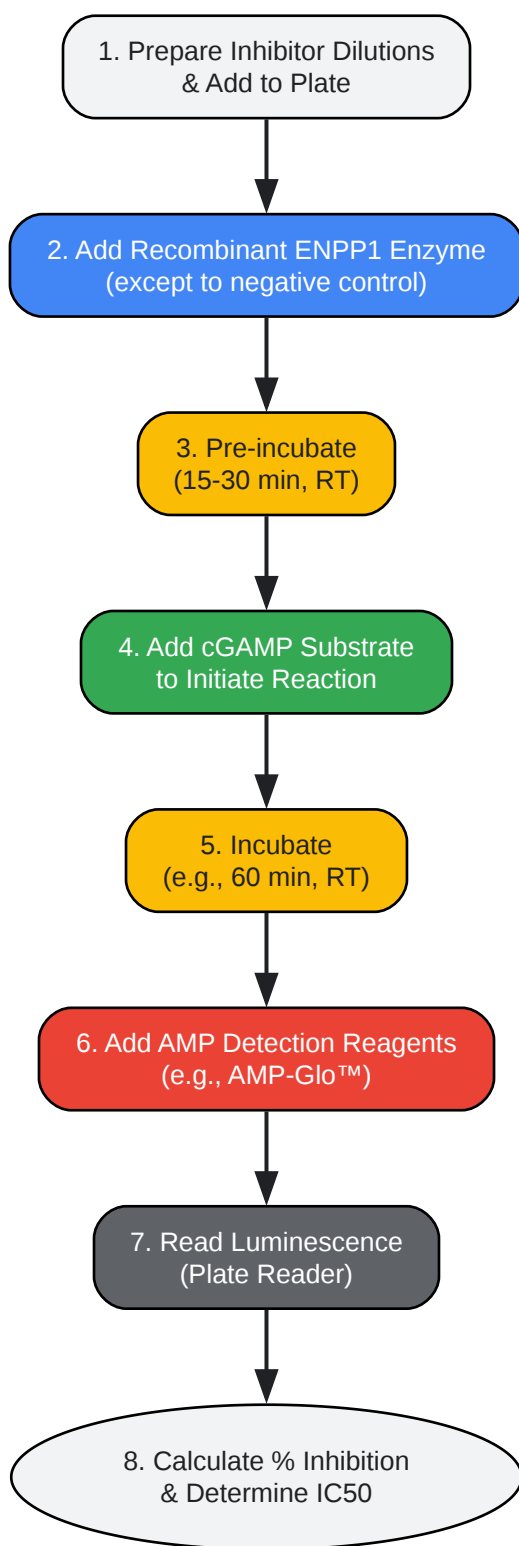 1. Prepare Inhibitor Dilutions
& Add to Plate
2. Add Recombinant ENPP1 Enzyme
(except to negative control)
3. Pre-incubate
(15-30 min, RT)
4. Add cGAMP Substrate
to Initiate Reaction
5. Incubate
(e.g., 60 min, RT)
6. Add AMP Detection Reagents
(e.g., AMP-Glo™)
7. Read Luminescence
(Plate Reader)
8. Calculate % Inhibition
& Determine IC50